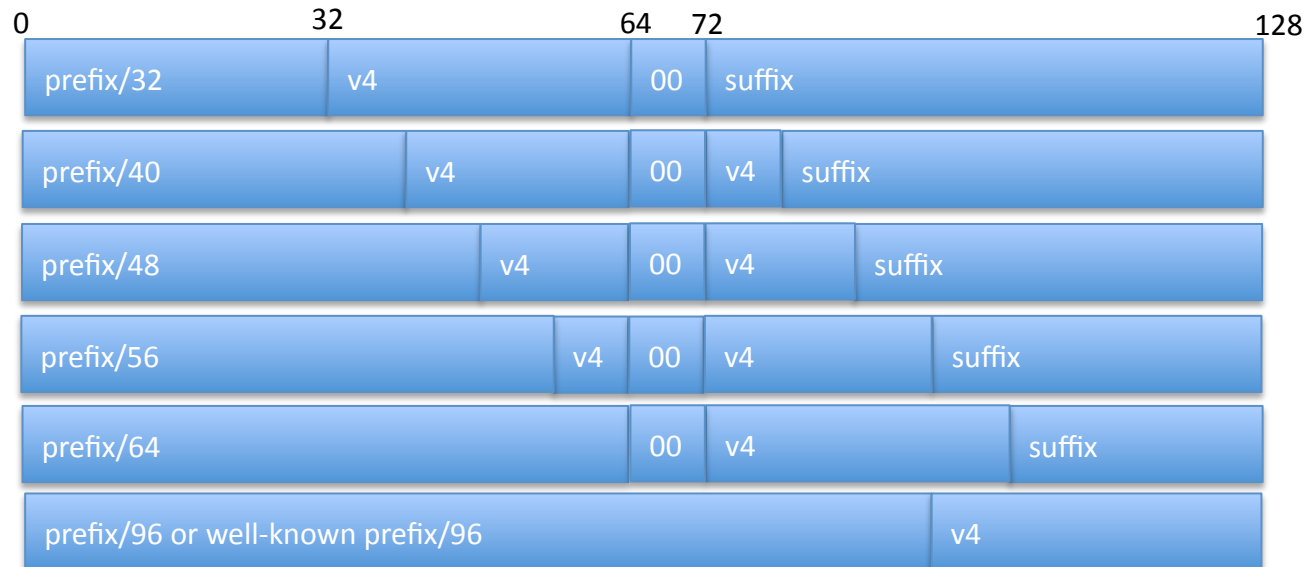 0 32 64 72 128
prefix/32 v4 00 suffix
prefix/40 v4 00 v4 suffix
prefix/48 v4 00 v4 suffix
prefix/56 v4 00 v4 suffix
prefix/64 00 v4 suffix
prefix/96 or well-known prefix/96 v4